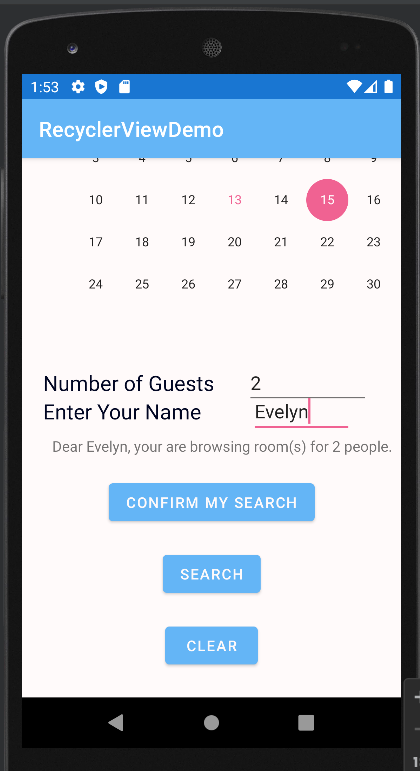 1:53
RecyclerViewDemo
3 4 5 6 7 8 9
10 11 12 13 14 15 16
17 18 19 20 21 22 23
24 25 26 27 28 29 30
Number of Guests 2
Enter Your Name Evelyn
Dear Evelyn, your are browsing room(s) for 2 people.
CONFIRM MY SEARCH
SEARCH
CLEAR